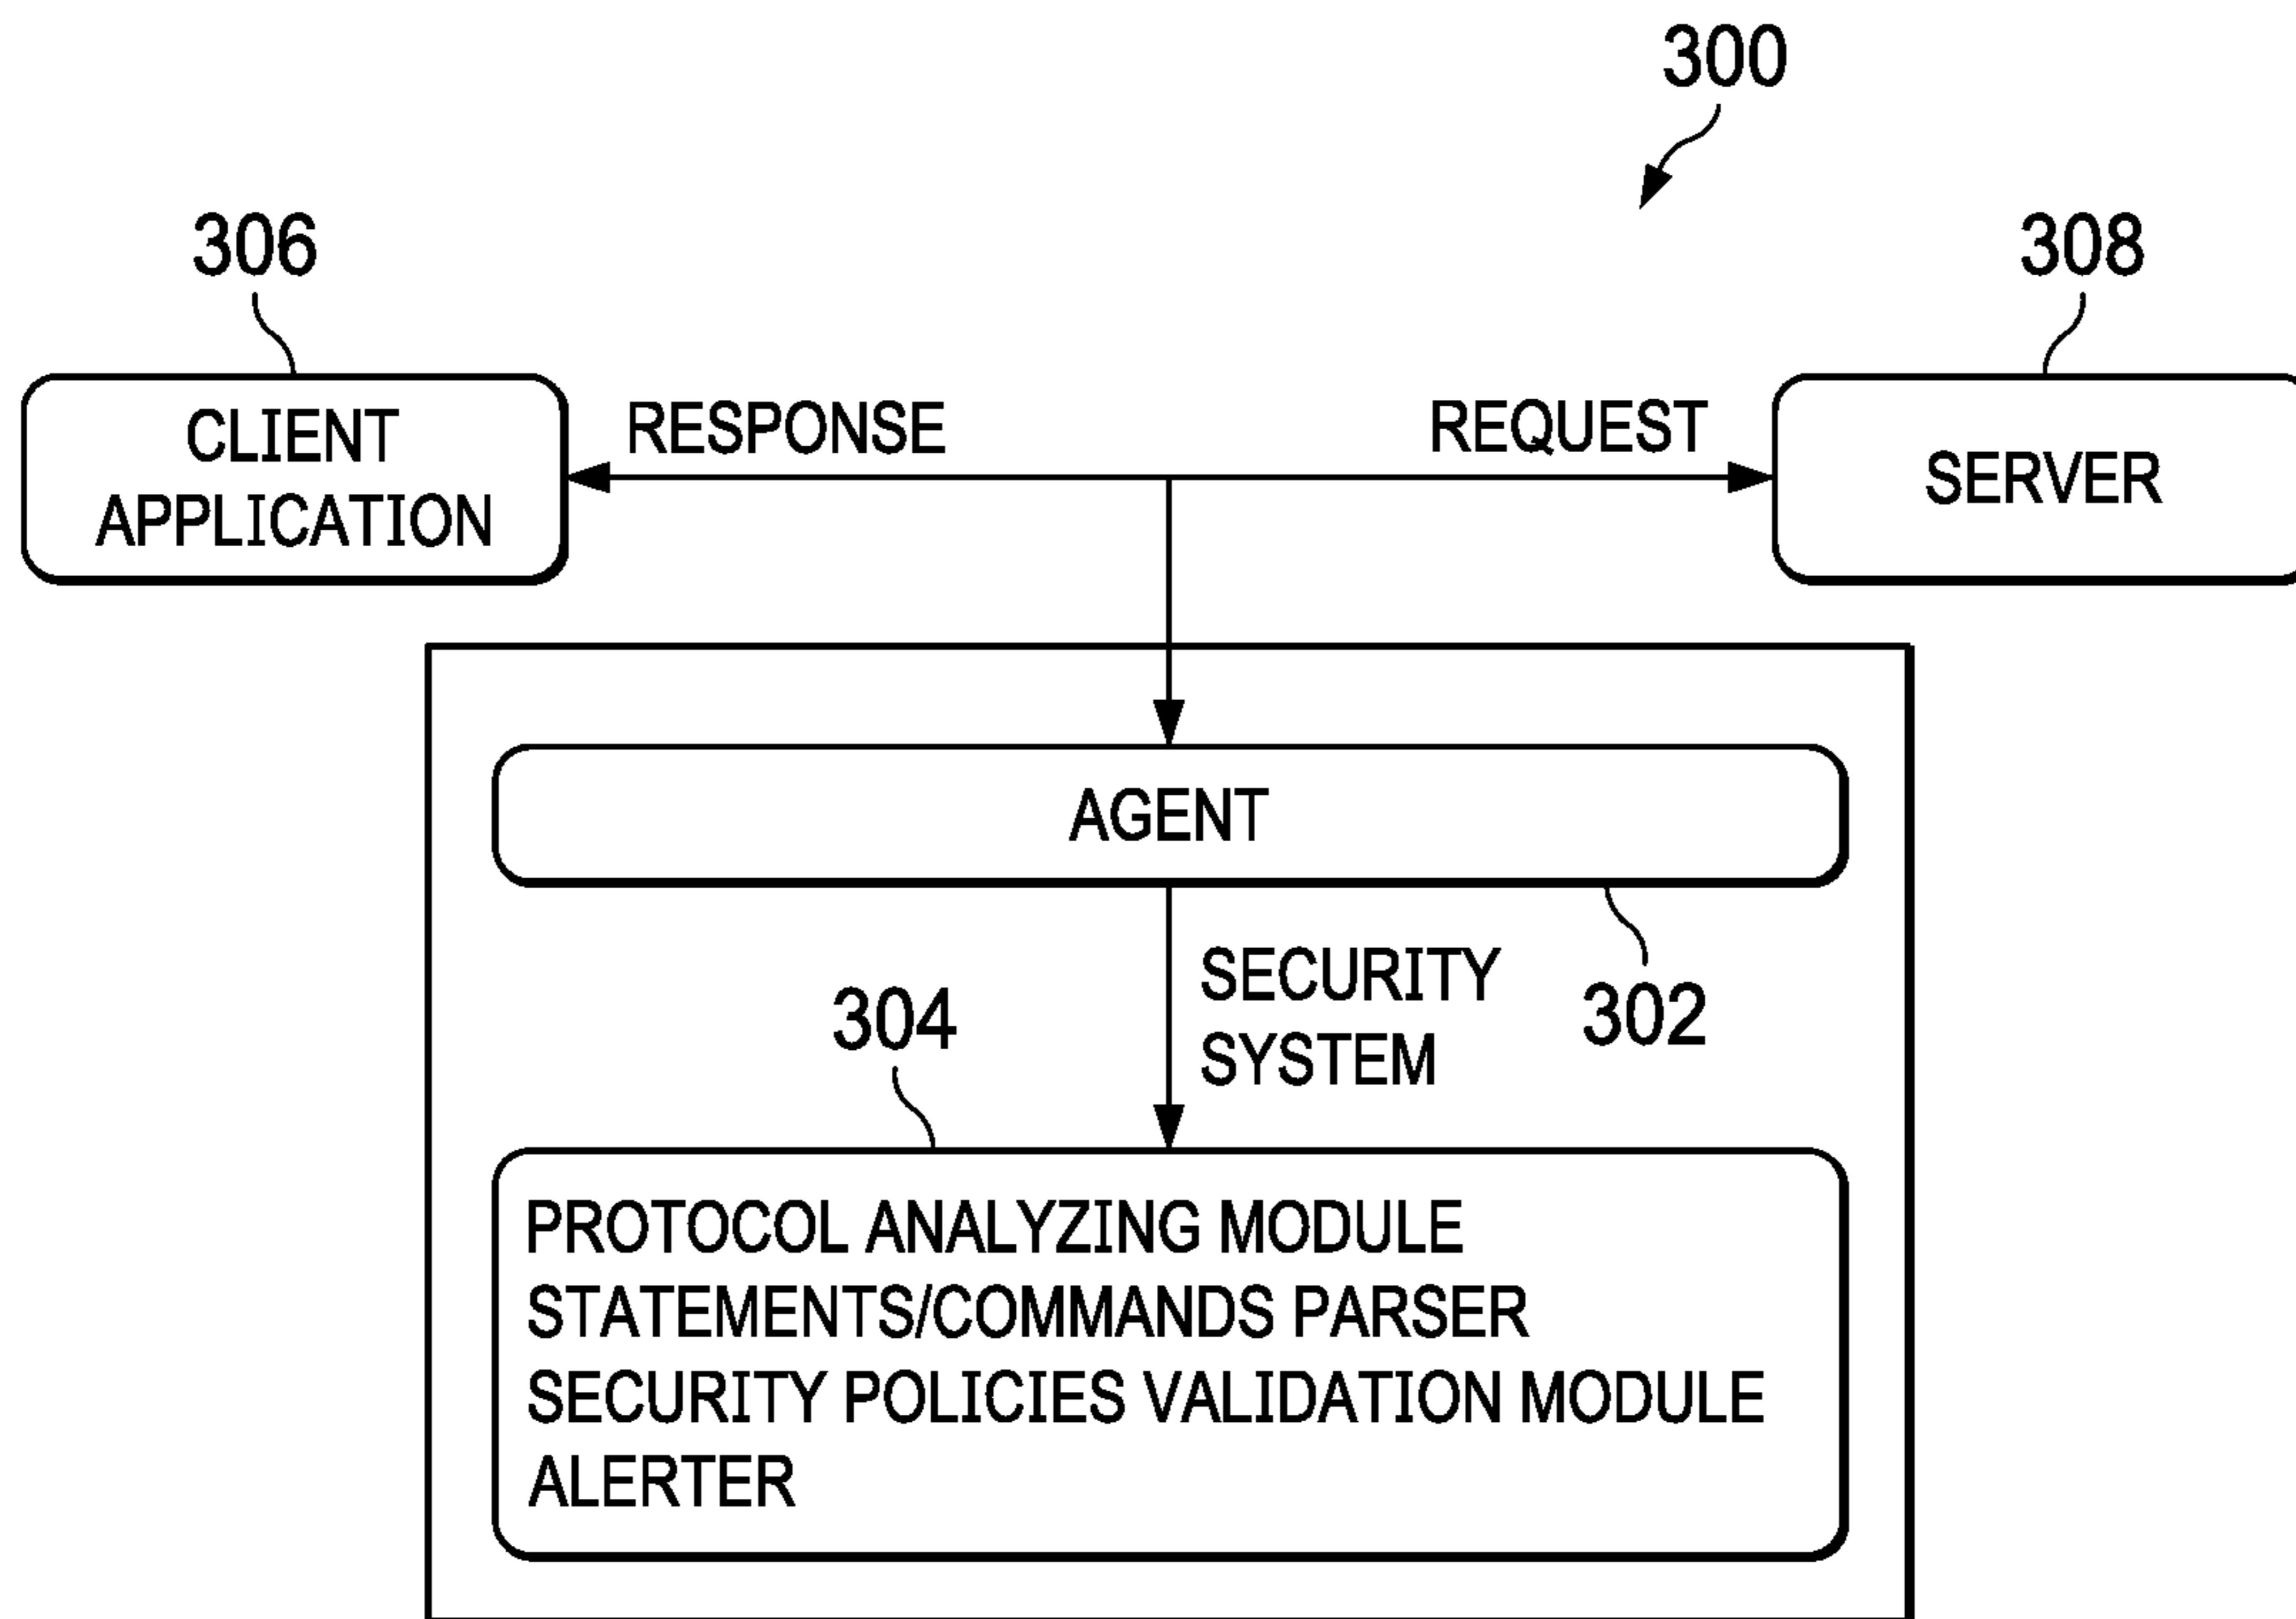 300
306
308
CLIENT
APPLICATION
RESPONSE
REQUEST
SERVER
AGENT
SECURITY
SYSTEM
302
304
PROTOCOL ANALYZING MODULE
STATEMENTS/COMMANDS PARSER
SECURITY POLICIES VALIDATION MODULE
ALERTER